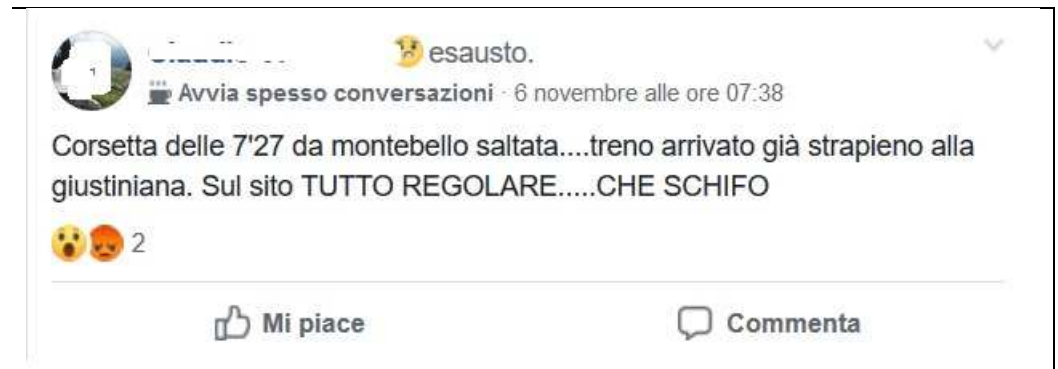 esausto.
Avvia spesso conversazioni · 6 novembre alle ore 07:38
Corsetta delle 7'27 da montebello saltata....treno arrivato già strapieno alla
giustiniana. Sul sito TUTTO REGOLARE.....CHE SCHIFO
2
Mi piace
Commenta